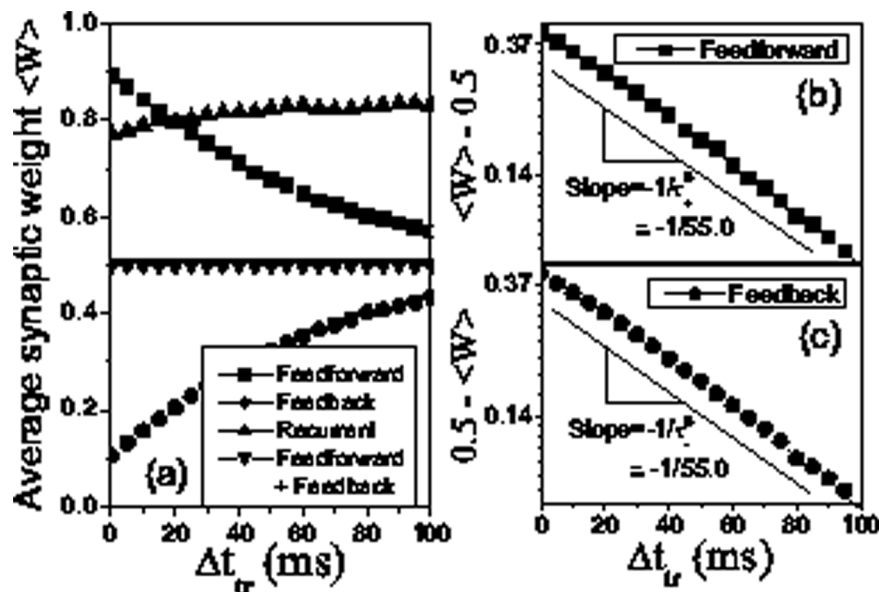 Average synaptic weight <W>
1.0
0.8
0.6
0.4
0.2
0.0
0 20 40 60 80 100
Δt_tr (ms)
(a)
Feedforward
Feedback
Recurrent
Feedforward
+ Feedback
<W> - 0.5
0.37
0.14
Feedforward
(b)
Slope=-1/τ
= -1/55.0
0.5 - <W>
0.37
0.14
Feedback
(c)
Slope=-1/τ
= -1/55.0
0 20 40 60 80 100
Δt_tr (ms)